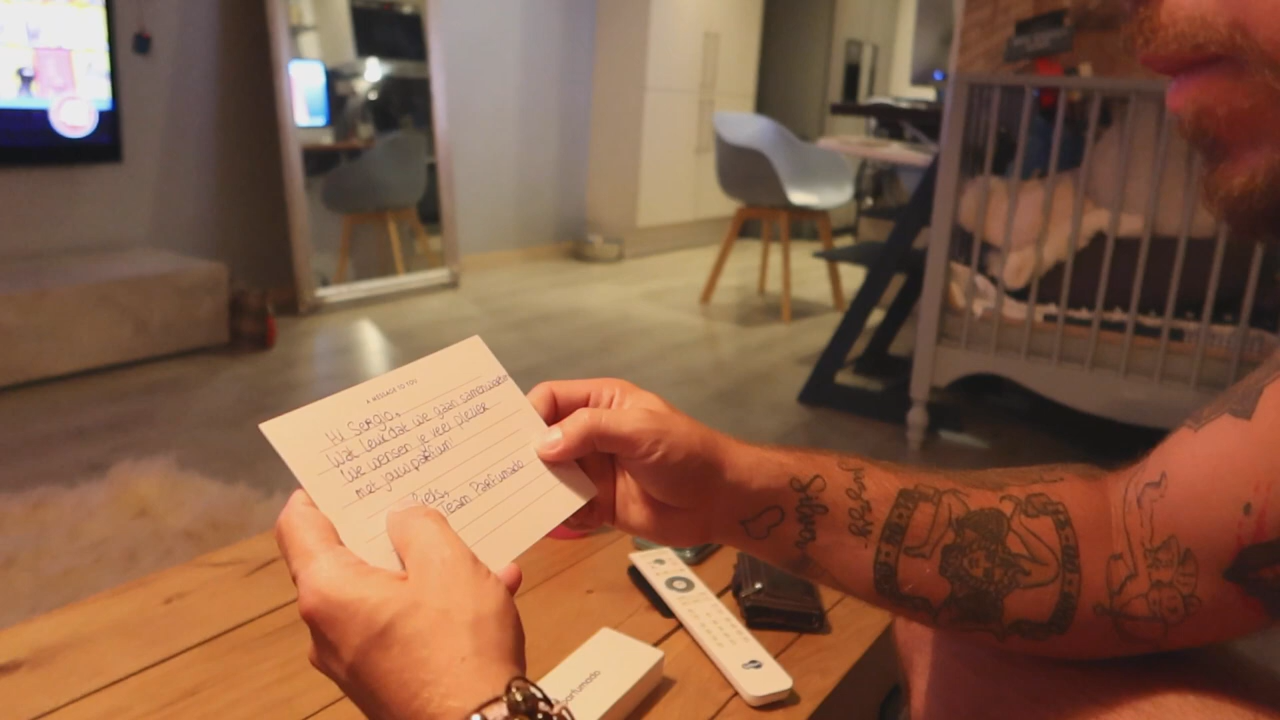 A MESSAGE TO YOU
Hi Sergio,
Wat leuk dat we gaan samenwerken
We wensen je veel plezier
met jouw parfum!
Liefs,
Team Parfumado
parfumado